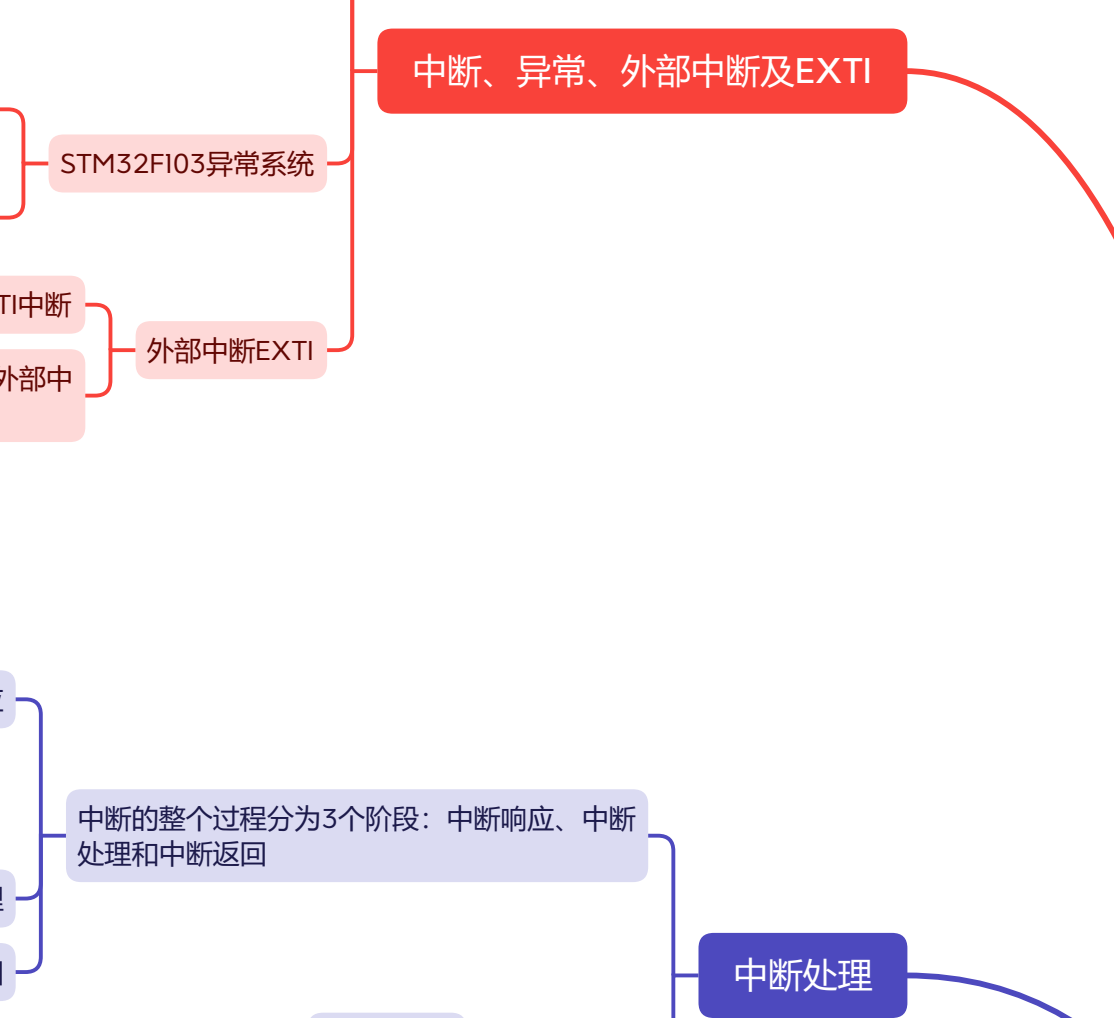 中断、异常、外部中断及EXTI
STM32F103异常系统
TI中断
外部中断EXTI
外部中
中断的整个过程分为3个阶段：中断响应、中断
处理和中断返回
中断处理